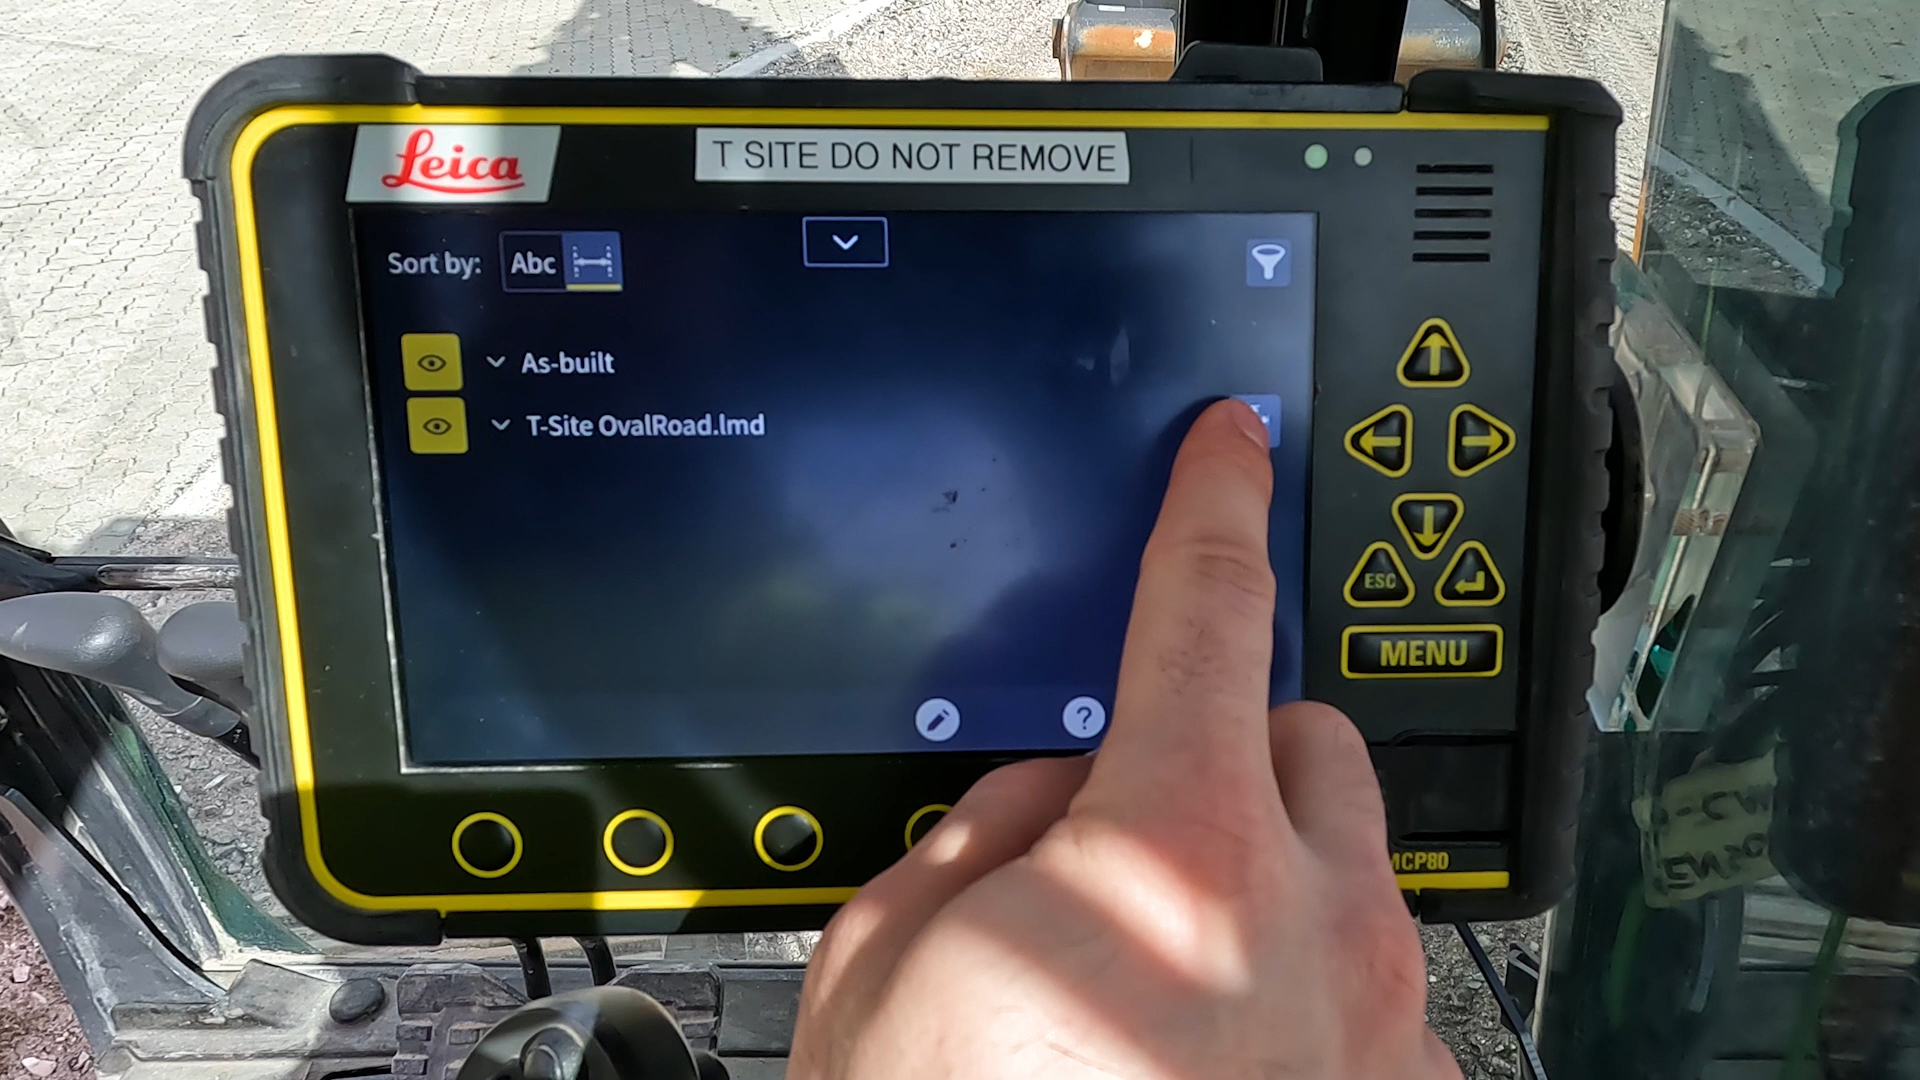 Leica
T SITE DO NOT REMOVE
Sort by: Abc
As-built
T-Site OvalRoad.lmd
?
ESC
MENU
MCP80